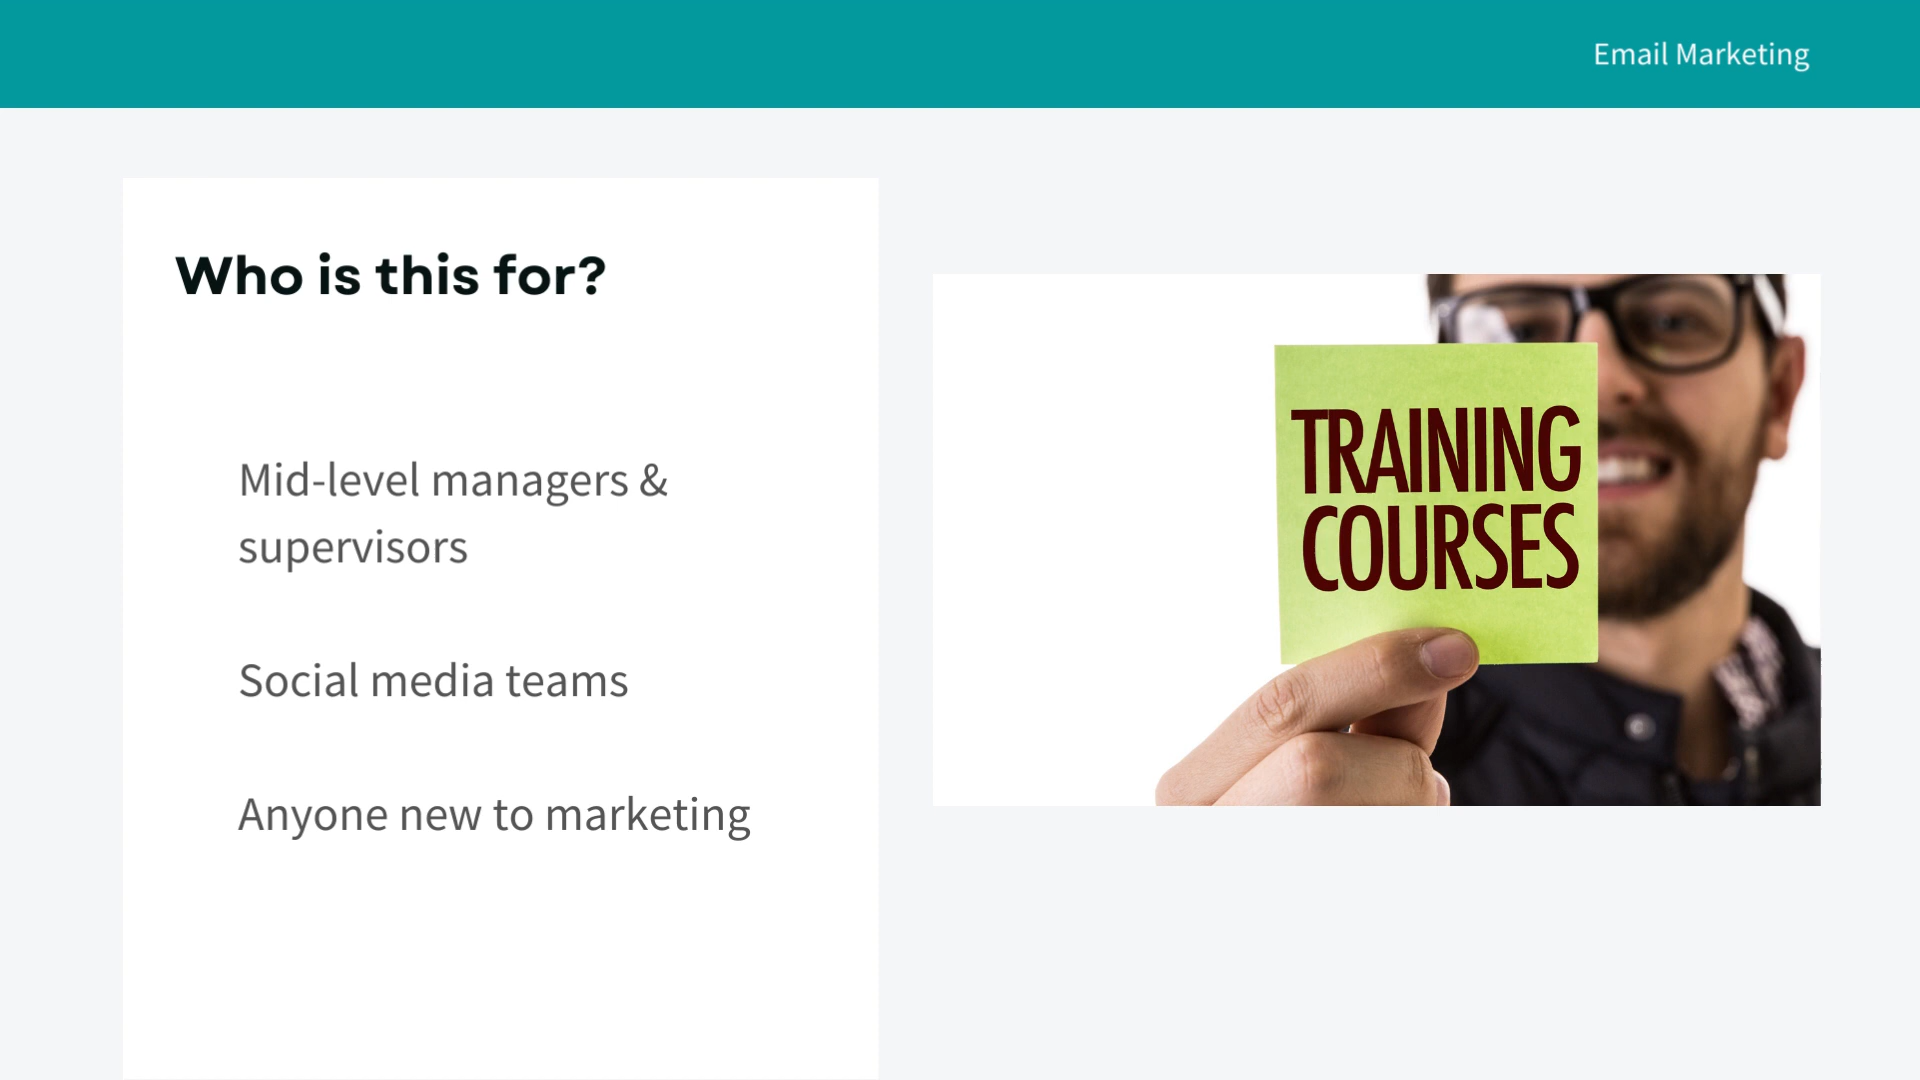 Email Marketing
Who is this for?
Mid-level managers &
supervisors
Social media teams
Anyone new to marketing
TRAINING
COURSES